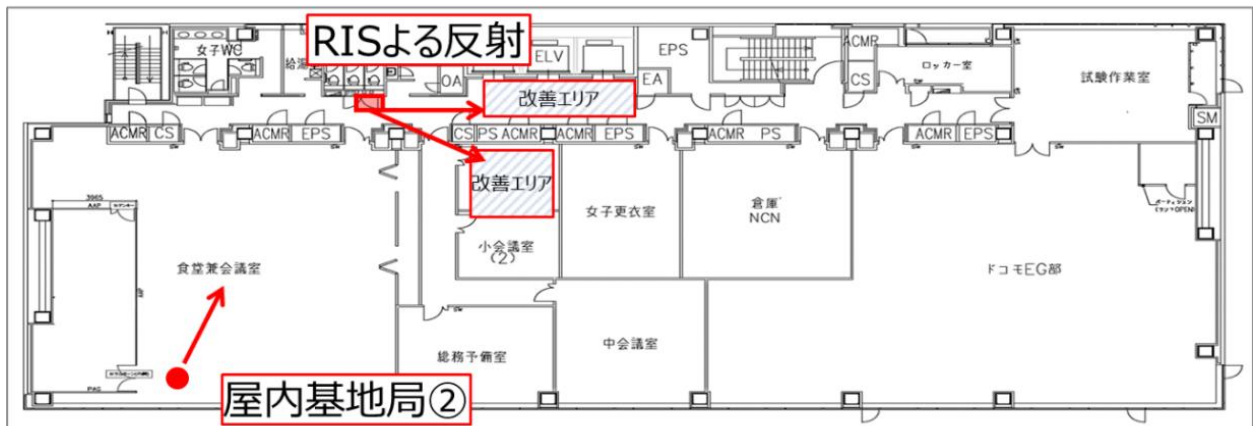 RISよる反射
女子WC
給湯
OA
ELV
EPS
EA
ACMR
CS
ロッカー室
試験作業室
SM
改善エリア
ACMR CS
ACMR EPS
CS PS ACMR
ACMR EPS
ACMR PS
ACMR EPS
改善エリア
3965
小会議室
(2)
女子更衣室
倉庫
NCN
食堂兼会議室
ドコモEG部
総務予備室
中会議室
屋内基地局②